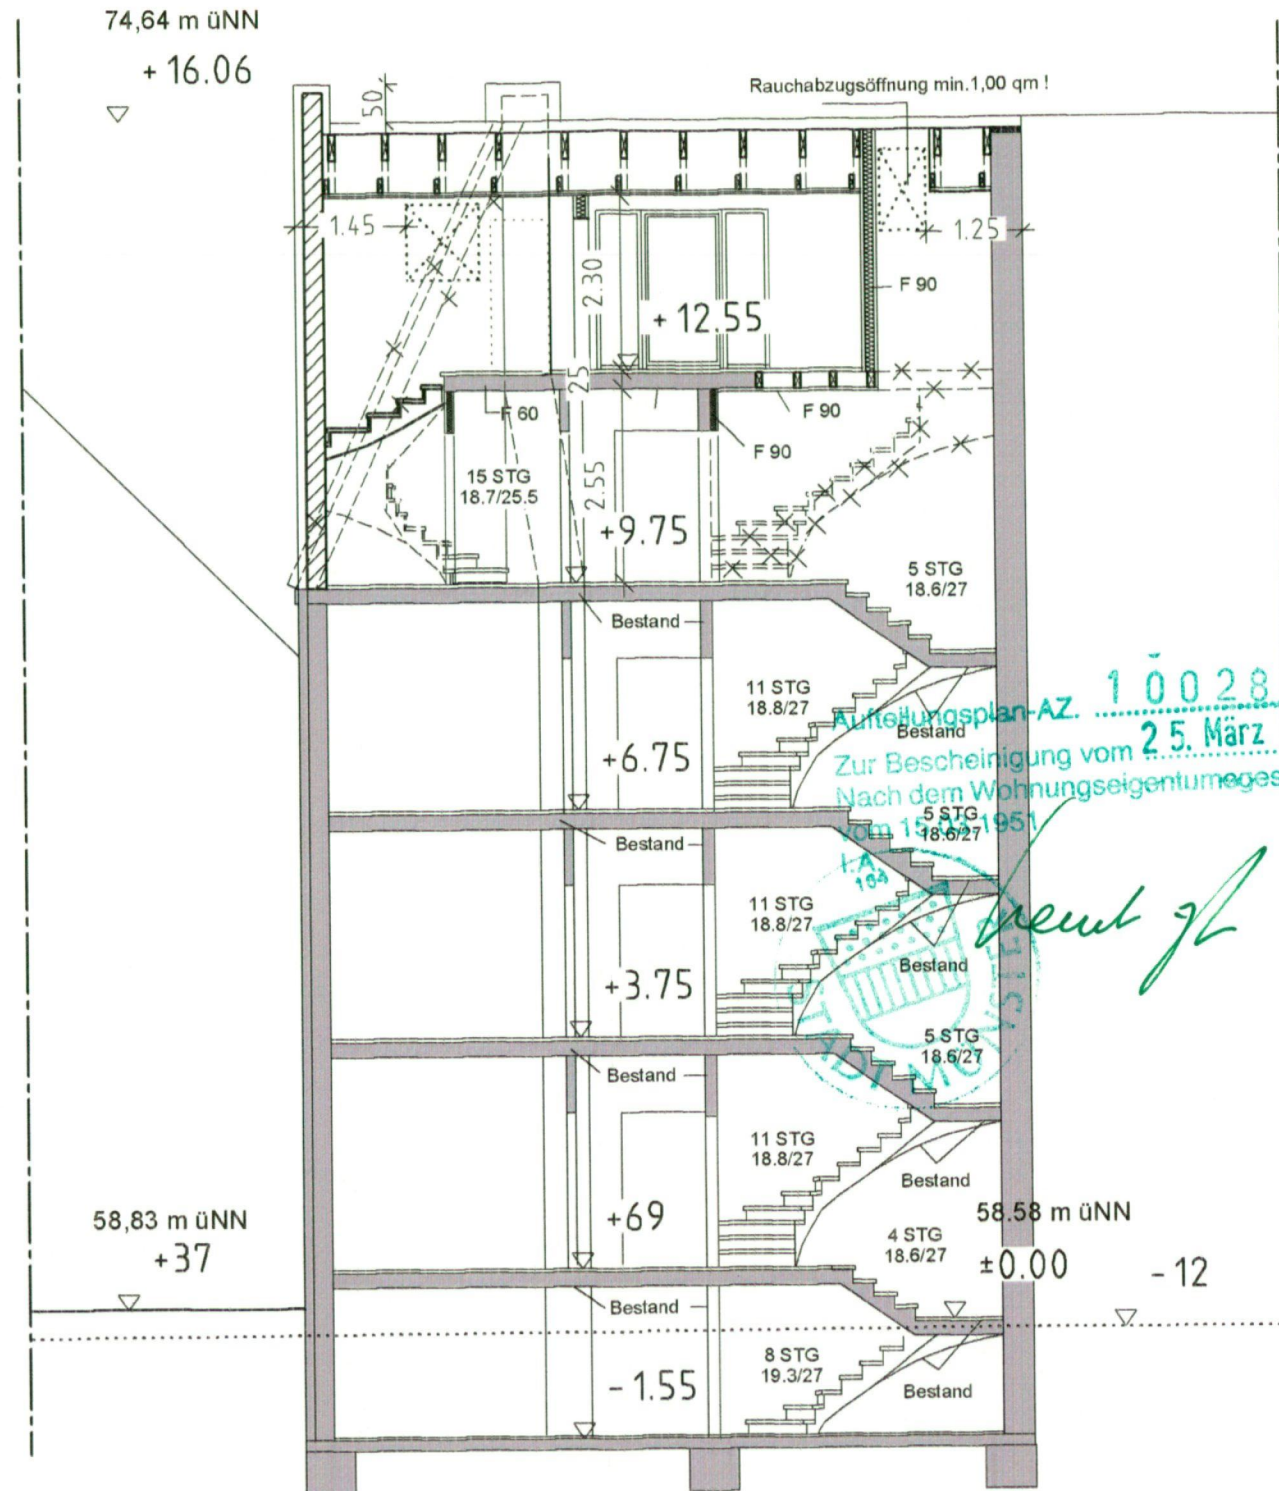 74,64 m üNN
+ 16.06
50
Rauchabzugsöffnung min.1,00 qm !
1.45
1.25
2.30
F 90
+ 12.55
25
F 60
F 90
F 90
15 STG
18.7/25.5
2.55
+9.75
5 STG
18.6/27
Bestand
11 STG
18.8/27
Aufteilungsplan-AZ. 10028
Bestand
Zur Bescheinigung vom 25. März
+6.75
Nach dem Wohnungseigentumsges
5 STG
18.6/27
vom 15.03.1951
Bestand
I.A.
164
11 STG
18.8/27
Bestand
+3.75
STADT MÜNSTER
5 STG
18.6/27
Bestand
11 STG
18.8/27
Bestand
+69
58,83 m üNN
+37
58.58 m üNN
4 STG
18.6/27
±0.00
- 12
Bestand
8 STG
19.3/27
- 1.55
Bestand